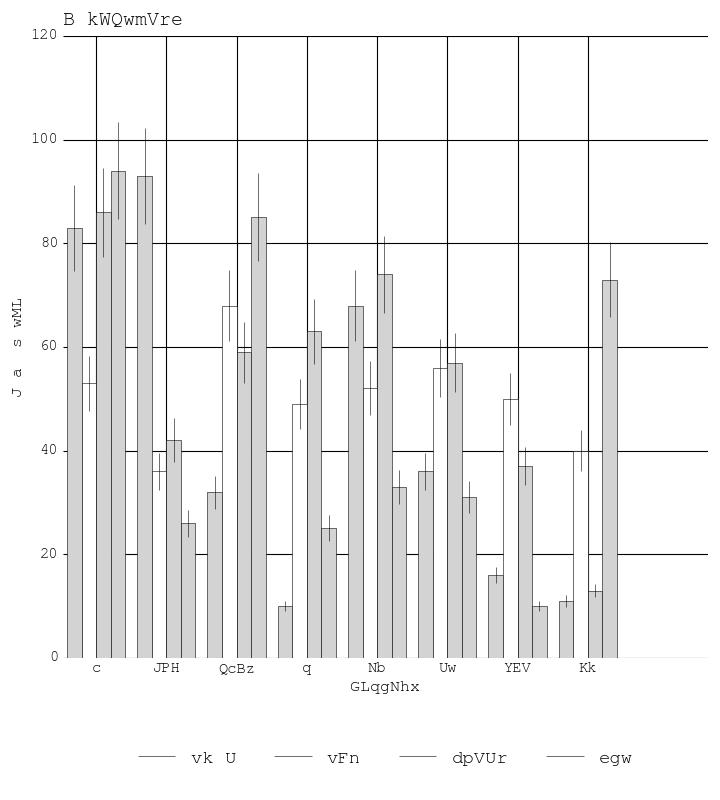 B kWQwmVre
120
100
80
60
40
20
0
J a  s wML
c JPH QcBz q Nb Uw YEV Kk
GLqgNhx
vk U vFn dpVUr egw